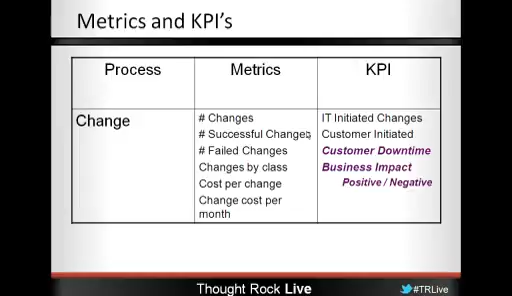 Metrics and KPI's
Process
Metrics
KPI
Change
# Changes
# Successful Changes
# Failed Changes
Changes by class
Cost per change
Change cost per
month
IT Initiated Changes
Customer Initiated
Customer Downtime
Business Impact
Positive / Negative
Thought Rock Live
#TRLive